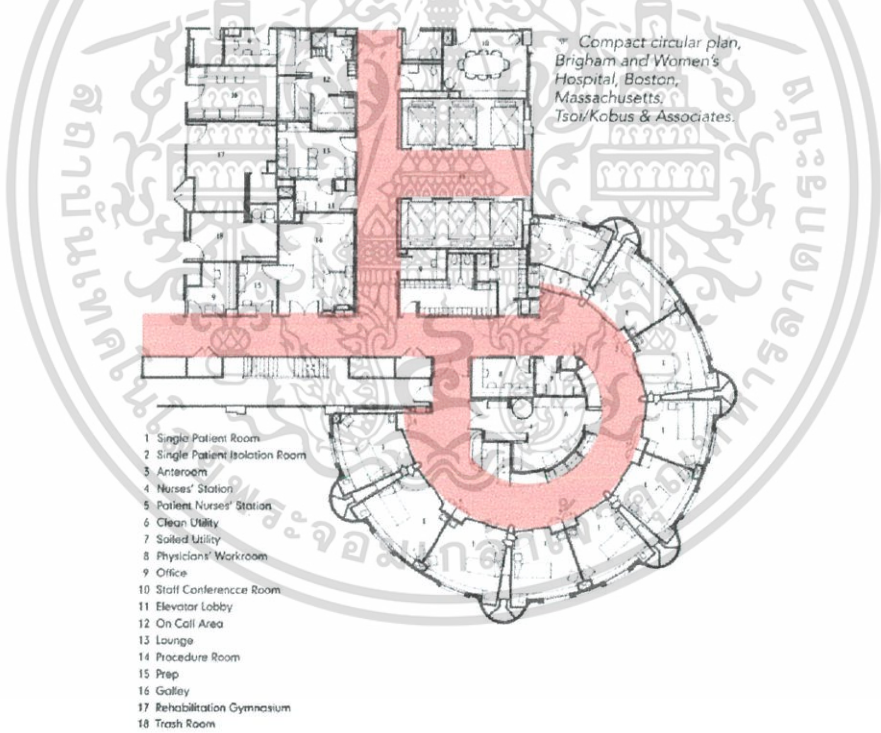 Compact circular plan,
Brigham and Women's
Hospital, Boston,
Massachusetts.
Tsoi/Kobus & Associates.
1 Single Patient Room
2 Single Patient Isolation Room
3 Anteroom
4 Nurses' Station
5 Patient Nurses' Station
6 Clean Utility
7 Soiled Utility
8 Physicians' Workroom
9 Office
10 Staff Conferencce Room
11 Elevator Lobby
12 On Call Area
13 Lounge
14 Procedure Room
15 Prep
16 Galley
17 Rehabilitation Gymnasium
18 Trash Room